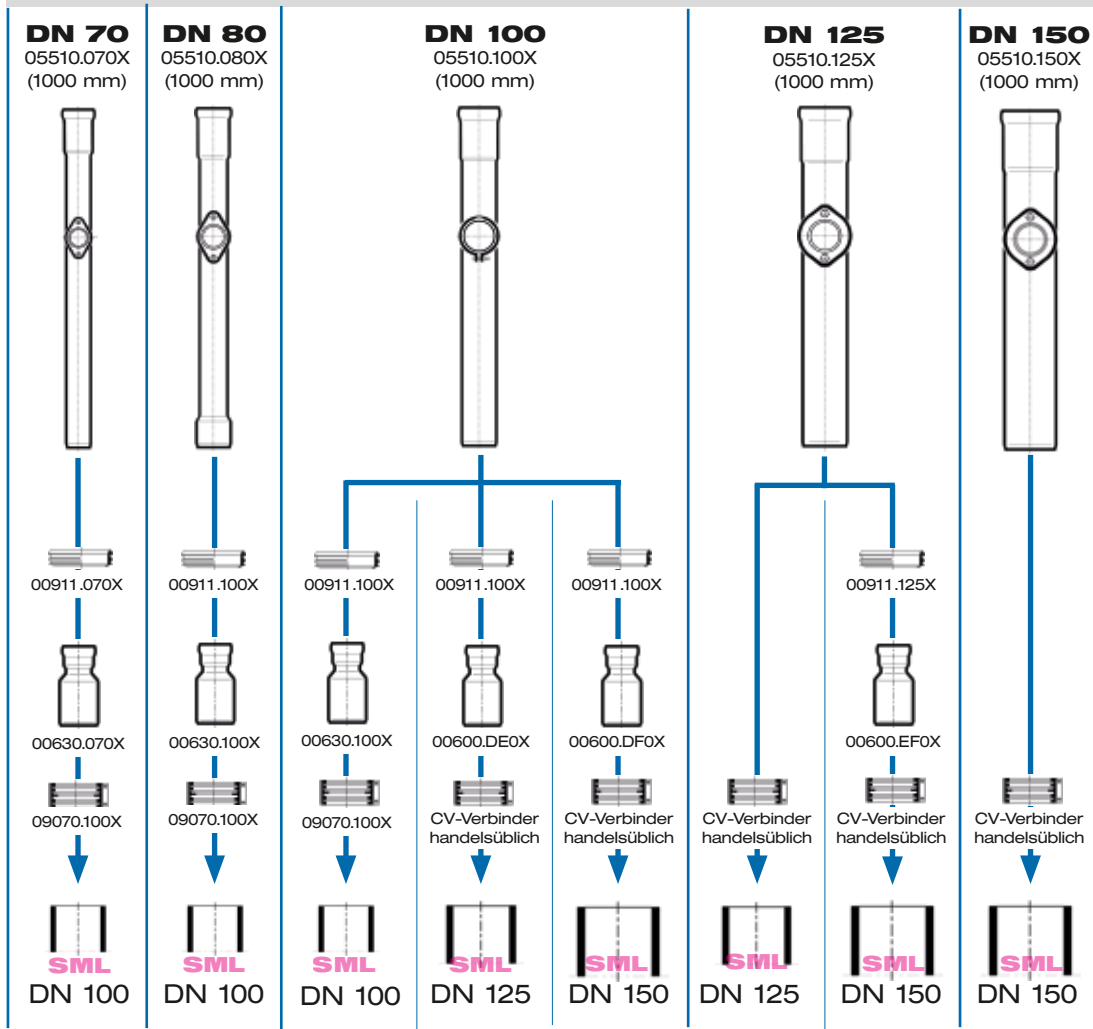 DN 70
05510.070X
(1000 mm)
DN 80
05510.080X
(1000 mm)
DN 100
05510.100X
(1000 mm)
DN 125
05510.125X
(1000 mm)
DN 150
05510.150X
(1000 mm)
00911.070X
00911.100X
00911.100X
00911.100X
00911.100X
00911.125X
00630.070X
00630.100X
00630.100X
00600.DE0X
00600.DF0X
00600.EF0X
09070.100X
09070.100X
09070.100X
CV-Verbinder
handelsüblich
CV-Verbinder
handelsüblich
CV-Verbinder
handelsüblich
CV-Verbinder
handelsüblich
CV-Verbinder
handelsüblich
SML
DN 100
SML
DN 100
SML
DN 100
SML
DN 125
SML
DN 150
SML
DN 125
SML
DN 150
SML
DN 150